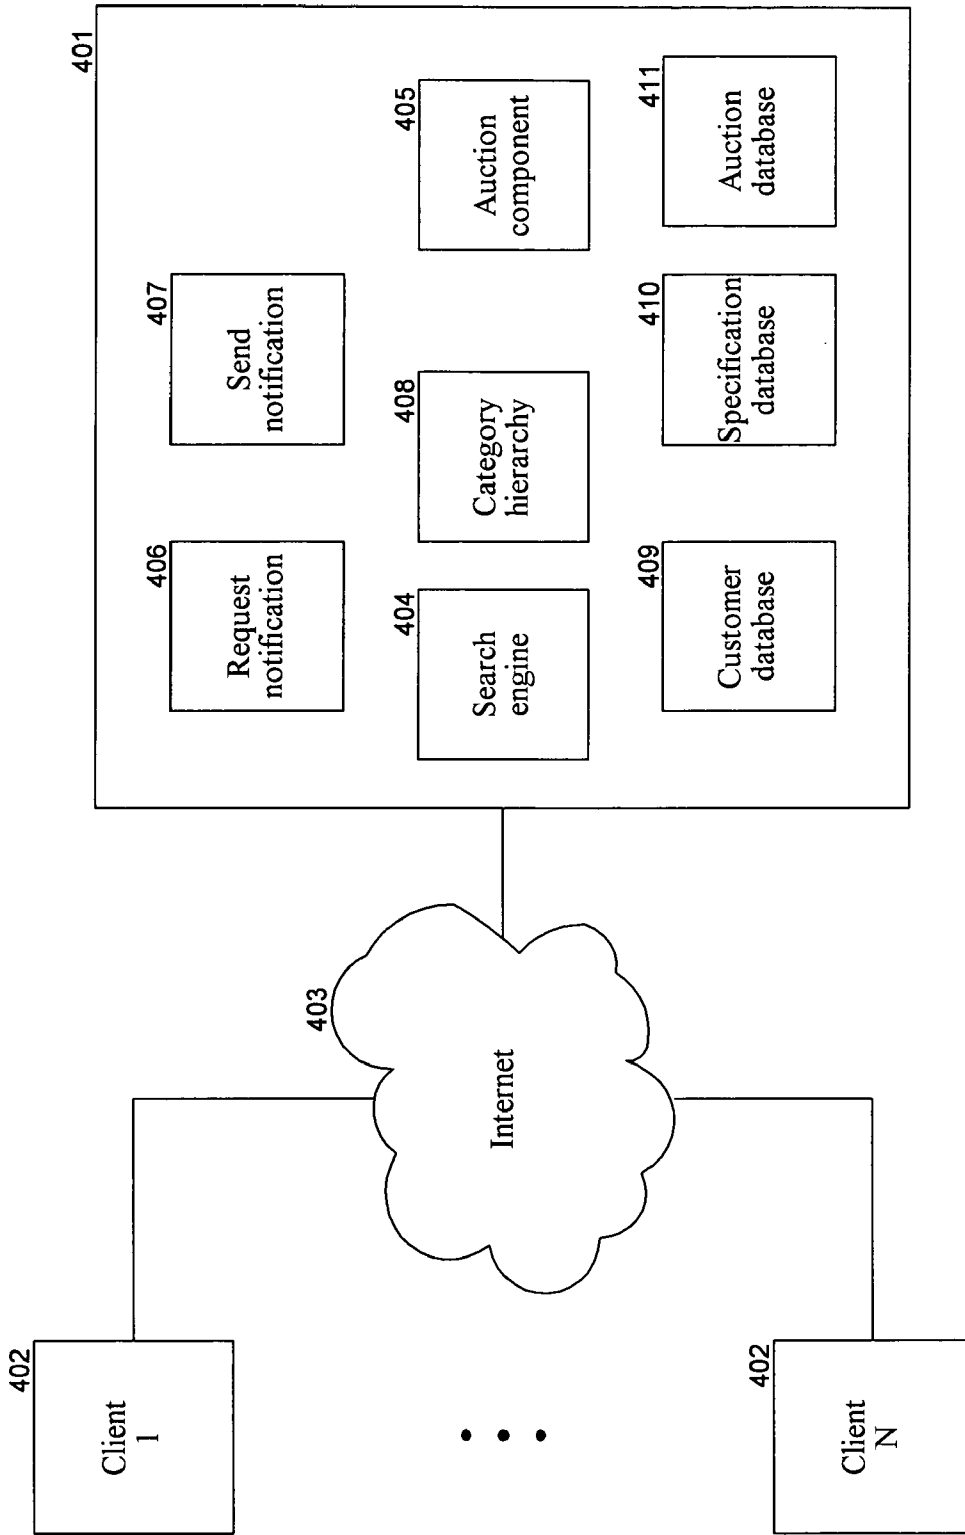 401
406
Request
notification
407
Send
notification
404
Search
engine
408
Category
hierarchy
405
Auction
component
409
Customer
database
410
Specification
database
411
Auction
database
403
Internet
402
Client
1
402
Client
N